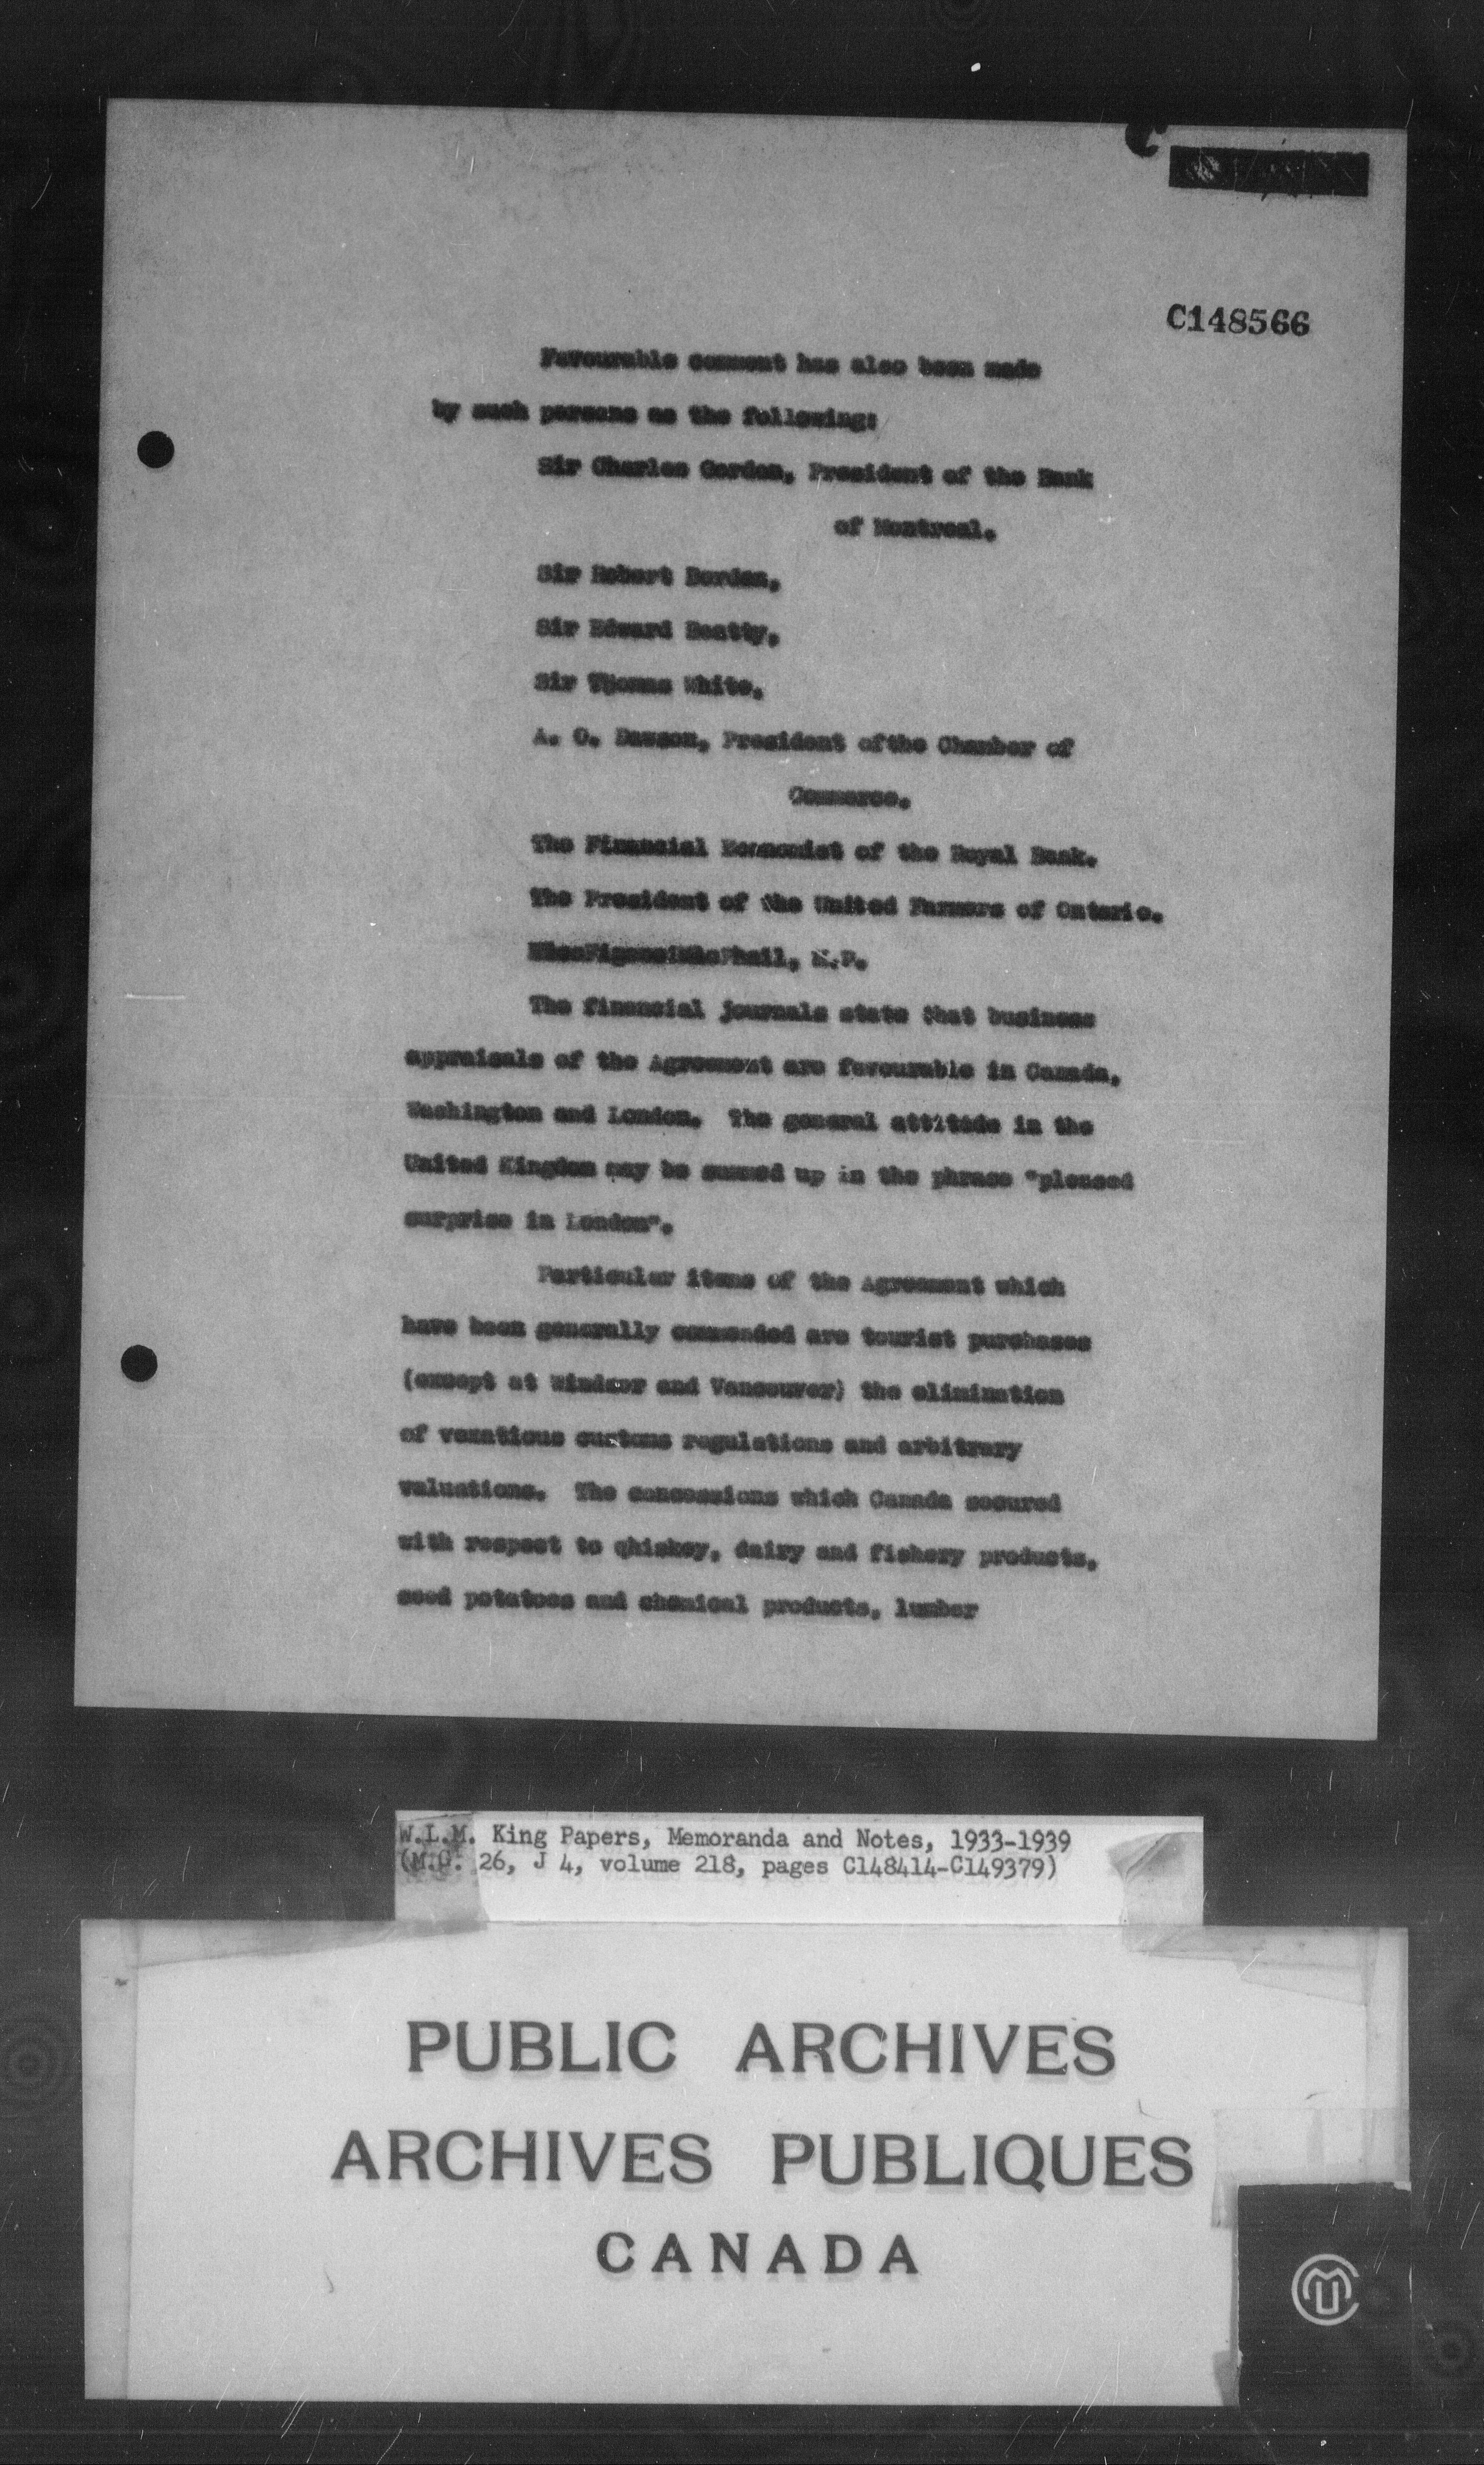 C148566
Favourable comment has also been made
by such persons as the following:
Sir Charles Gordon, President of the Bank
of Montreal.
Sir Robert Borden,
Sir Edward Beatty,
Sir Thomas White,
A. O. Dawson, President ofthe Chamber of
Commerce.
The Financial Economist of the Royal Bank.
The President of the United Farmers of Ontario.
M.P.
The financial journals state that business
appraisals of the Agreement are favourable in Canada,
Washington and London. The general attitude in the
United Kingdom may be summed up in the phrase "pleased
surprise in London".
Particular items of the Agreement which
have been generally commended are tourist purchases
(except at Windsor and Vancouver) the elimination
of vexatious customs regulations and arbitrary
valuations. The concessions which Canada secured
with respect to qhiskey, dairy and fishery products,
seed potatoes and chemical products, lumber
W.L.M. King Papers, Memoranda and Notes, 1933-1939
(M.G. 26, J 4, volume 218, pages C148414-C149379)
PUBLIC ARCHIVES
ARCHIVES PUBLIQUES
CANADA